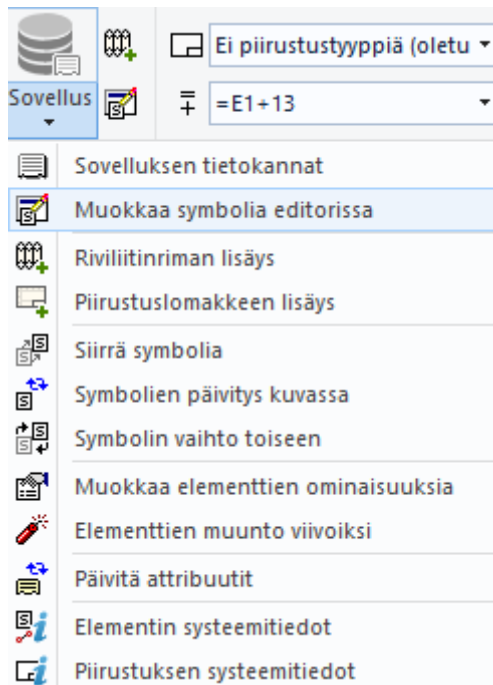 Ei piirustustyyppiä (oletu
Sovellus
=E1+13
Sovelluksen tietokannat
Muokkaa symbolia editorissa
Riviliitinriman lisäys
Piirustuslomakkeen lisäys
Siirrä symbolia
Symbolien päivitys kuvassa
Symbolin vaihto toiseen
Muokkaa elementtien ominaisuuksia
Elementtien muunto viivoiksi
Päivitä attribuutit
Elementin systeemitiedot
Piirustuksen systeemitiedot